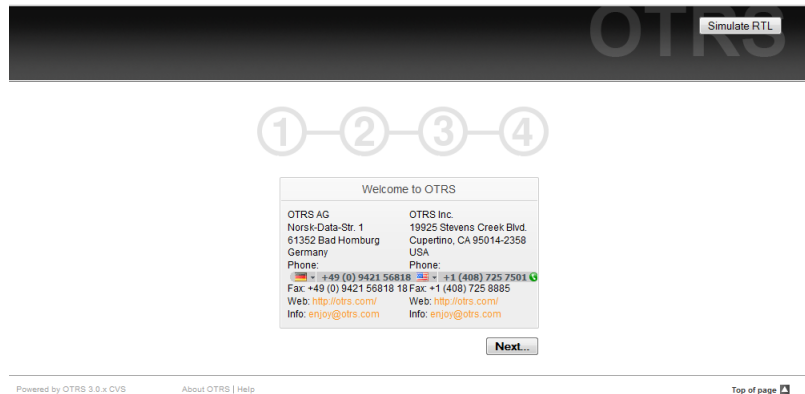 OTRS
Simulate RTL
1 2 3 4
Welcome to OTRS
OTRS AG
Norsk-Data-Str. 1
61352 Bad Homburg
Germany
Phone:
+49 (0) 9421 56818
Fax: +49 (0) 9421 56818 18
Web: http://otrs.com/
Info: enjoy@otrs.com
OTRS Inc.
19925 Stevens Creek Blvd.
Cupertino, CA 95014-2358
USA
Phone:
+1 (408) 725 7501
Fax: +1 (408) 725 8885
Web: http://otrs.com/
Info: enjoy@otrs.com
Next...
Powered by OTRS 3.0.x CVS
About OTRS | Help
Top of page